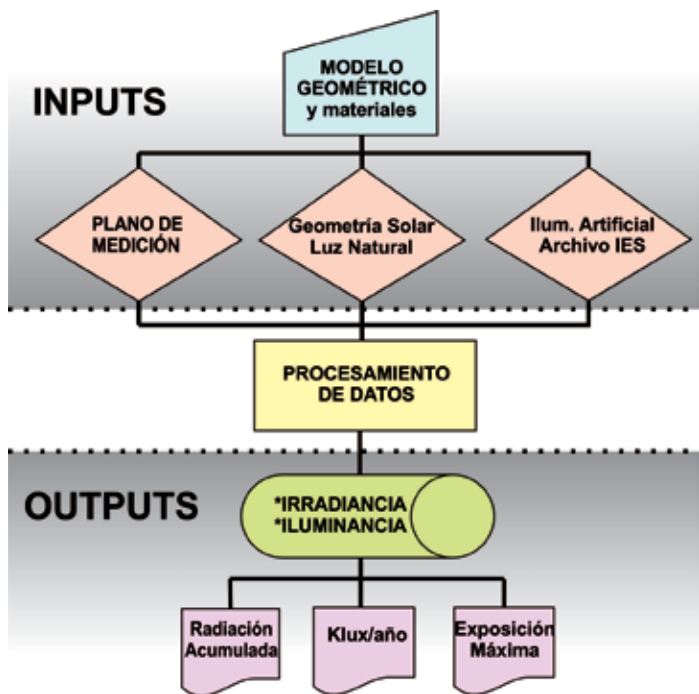 MODELO
GEOMÉTRICO
y materiales
INPUTS
PLANO DE
MEDICIÓN
Geometría Solar
Luz Natural
Ilum. Artificial
Archivo IES
PROCESAMIENTO
DE DATOS
OUTPUTS
*IRRADIANCIA
*ILUMINANCIA
Radiación
Acumulada
Klux/año
Exposición
Máxima